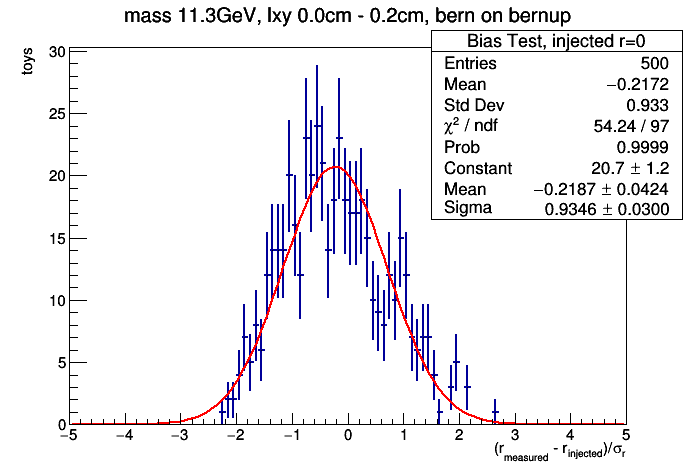 mass 11.3GeV, lxy 0.0cm - 0.2cm, bern on bernup
toys
30
25
20
15
10
5
0
Bias Test, injected r=0
Entries 500
Mean −0.2172
Std Dev 0.933
χ² / ndf 54.24 / 97
Prob 0.9999
Constant 20.7 ± 1.2
Mean −0.2187 ± 0.0424
Sigma 0.9346 ± 0.0300
−5 −4 −3 −2 −1 0 1 2 3 4 5
(r_measured - r_injected)/σ_r